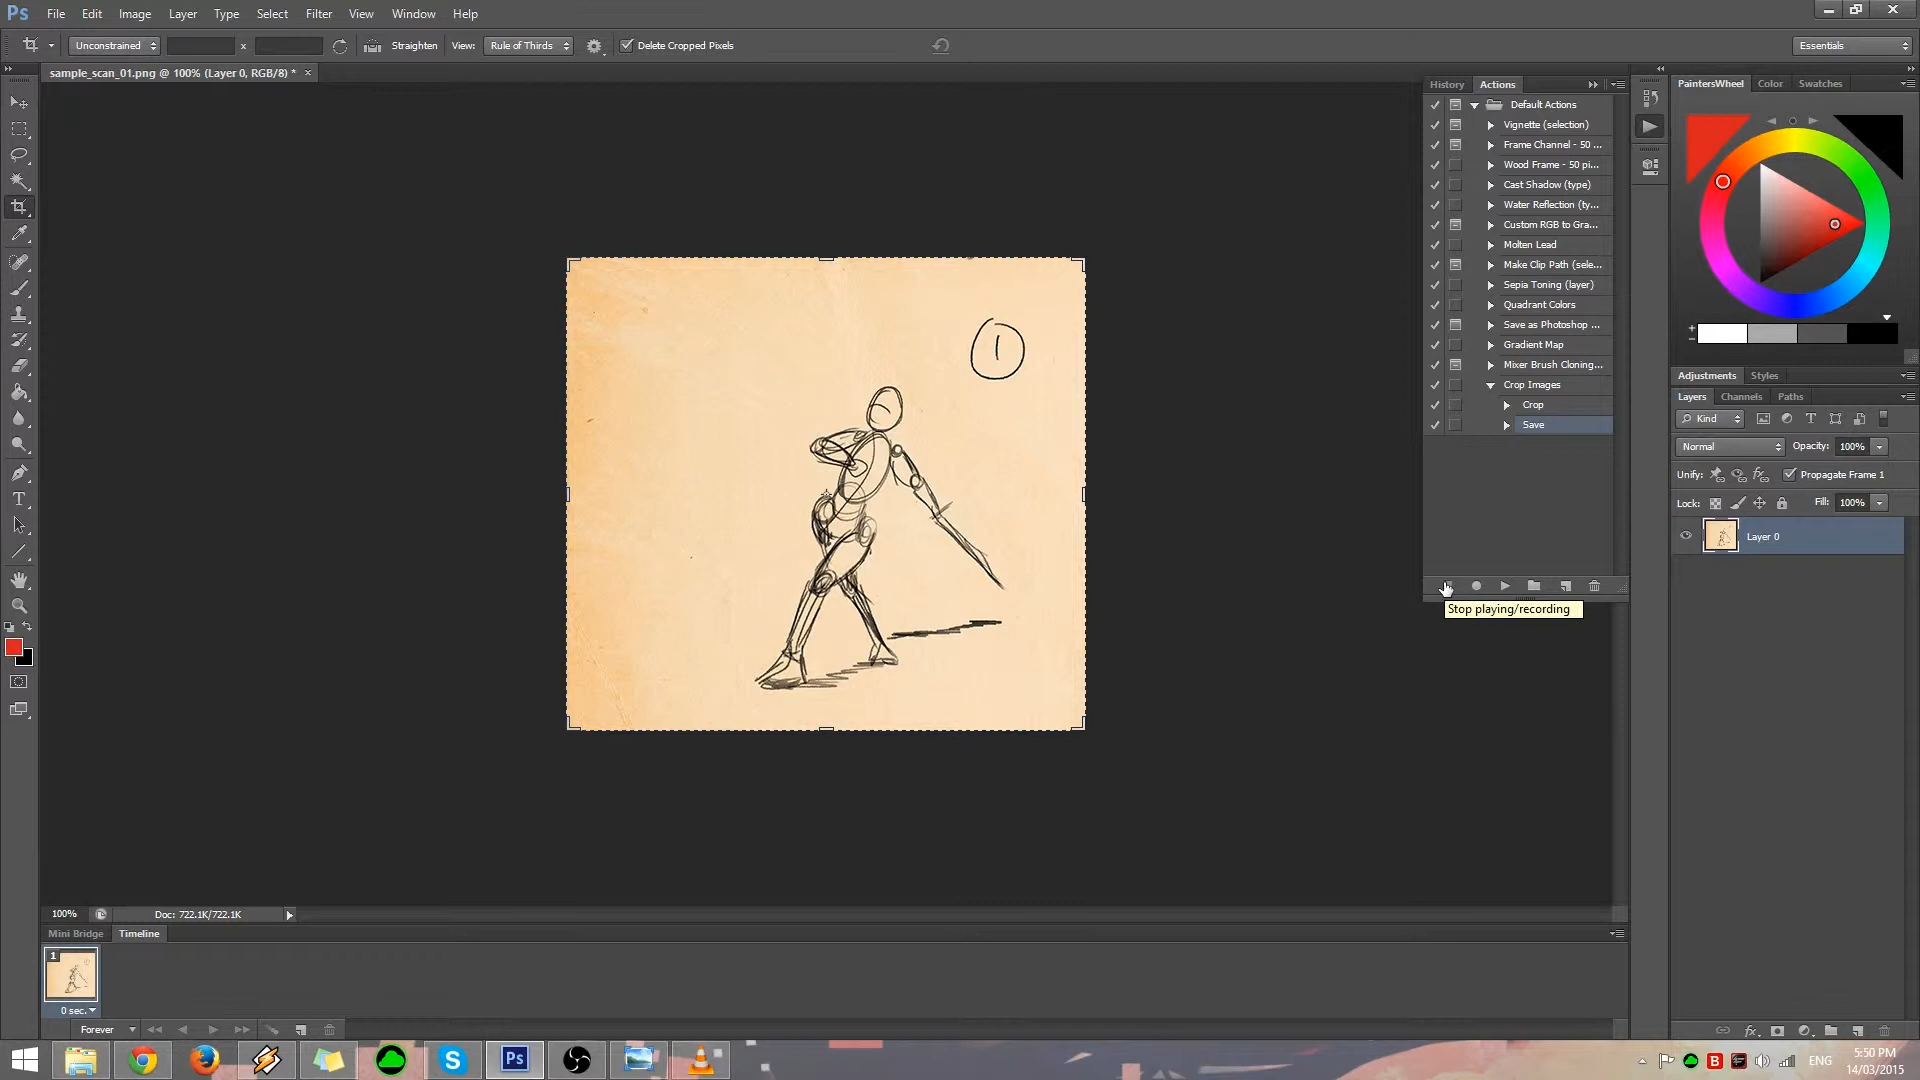 Ps File Edit Image Layer Type Select Filter View Window Help
Unconstrained x Straighten View: Rule of Thirds Delete Cropped Pixels Essentials
sample_scan_01.png @ 100% (Layer 0, RGB/8) * ×
History Actions
Default Actions
Vignette (selection)
Frame Channel - 50 ...
Wood Frame - 50 pi...
Cast Shadow (type)
Water Reflection (ty...
Custom RGB to Gra...
Molten Lead
Make Clip Path (sele...
Sepia Toning (layer)
Quadrant Colors
Save as Photoshop ...
Gradient Map
Mixer Brush Cloning...
Crop Images
Crop
Save
Stop playing/recording
PaintersWheel Color Swatches
Adjustments Styles
Layers Channels Paths
Kind T
Normal Opacity: 100%
Unify: Propagate Frame 1
Lock: Fill: 100%
Layer 0
1
100% Doc: 722.1K/722.1K
Mini Bridge Timeline
1
0 sec.
Forever
Ps ENG 5:50 PM
14/03/2015